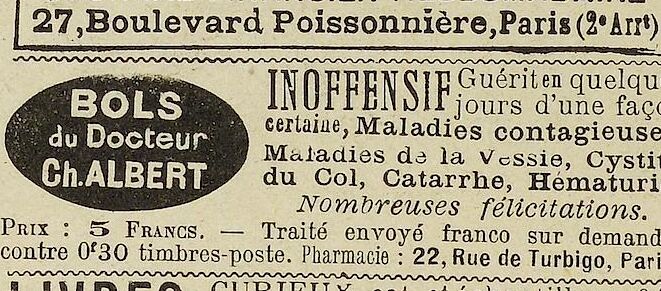 27, Boulevard Poissonnière, Paris (2e Arrt)
BOLS
du Docteur
Ch. ALBERT
INOFFENSIF
Guérit en quelqu
jours d'une faço
certaine, Maladies contagieuse
Maladies de la Vessie, Cystit
du Col, Catarrhe, Hématuri
Nombreuses félicitations.
PRIX : 5 FRANCS. — Traité envoyé franco sur demand
contre 0f30 timbres-poste. Pharmacie : 22, Rue de Turbigo, Pari